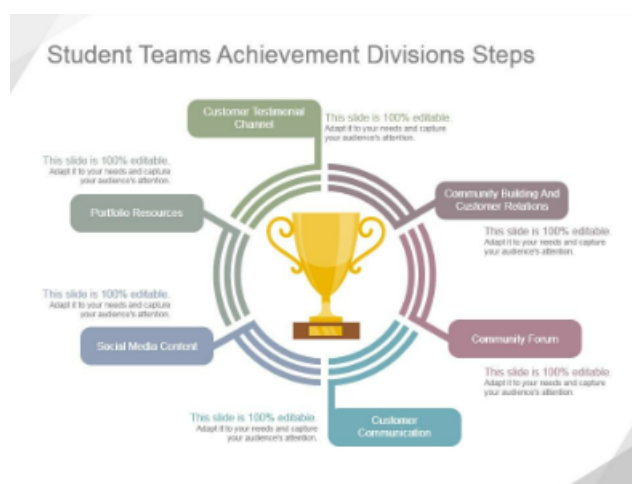 Student Teams Achievement Divisions Steps
Customer Testimonial
Channel
This slide is 100% editable.
Adapt it to your needs and capture
your audience's attention.
This slide is 100% editable.
Adapt it to your needs and capture
your audience's attention.
Portfolio Resources
Community Building And
Customer Relations
This slide is 100% editable.
Adapt it to your needs and capture
your audience's attention.
This slide is 100% editable.
Adapt it to your needs and capture
your audience's attention.
Social Media Content
Community Forum
This slide is 100% editable.
Adapt it to your needs and capture
your audience's attention.
This slide is 100% editable.
Adapt it to your needs and capture
your audience's attention.
Customer
Communication